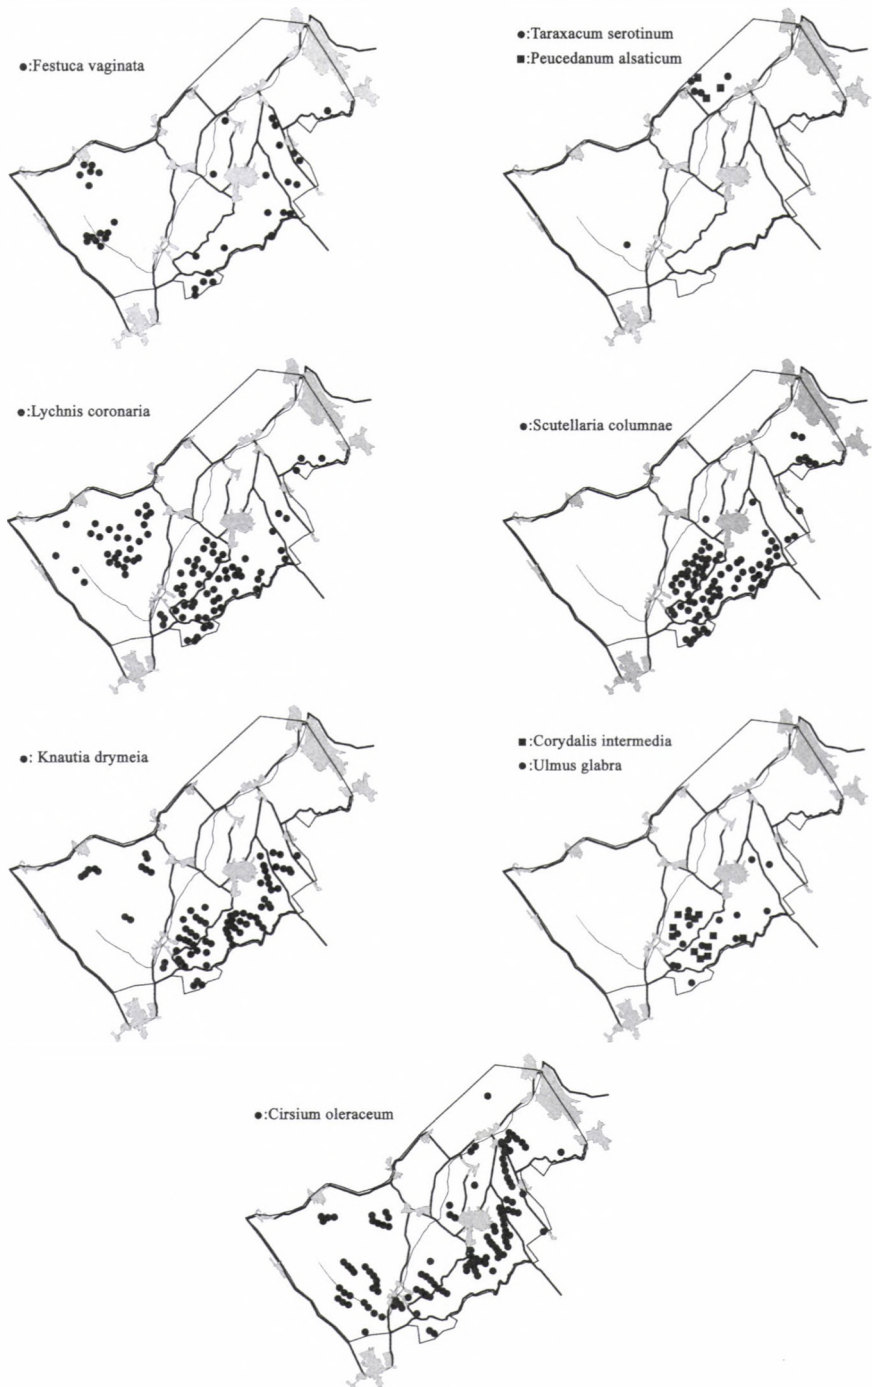 ●:Festuca vaginata
●:Taraxacum serotinum
■:Peucedanum alsaticum
●:Lychnis coronaria
●:Scutellaria columnae
●: Knautia drymeia
■:Corydalis intermedia
●:Ulmus glabra
●:Cirsium oleraceum